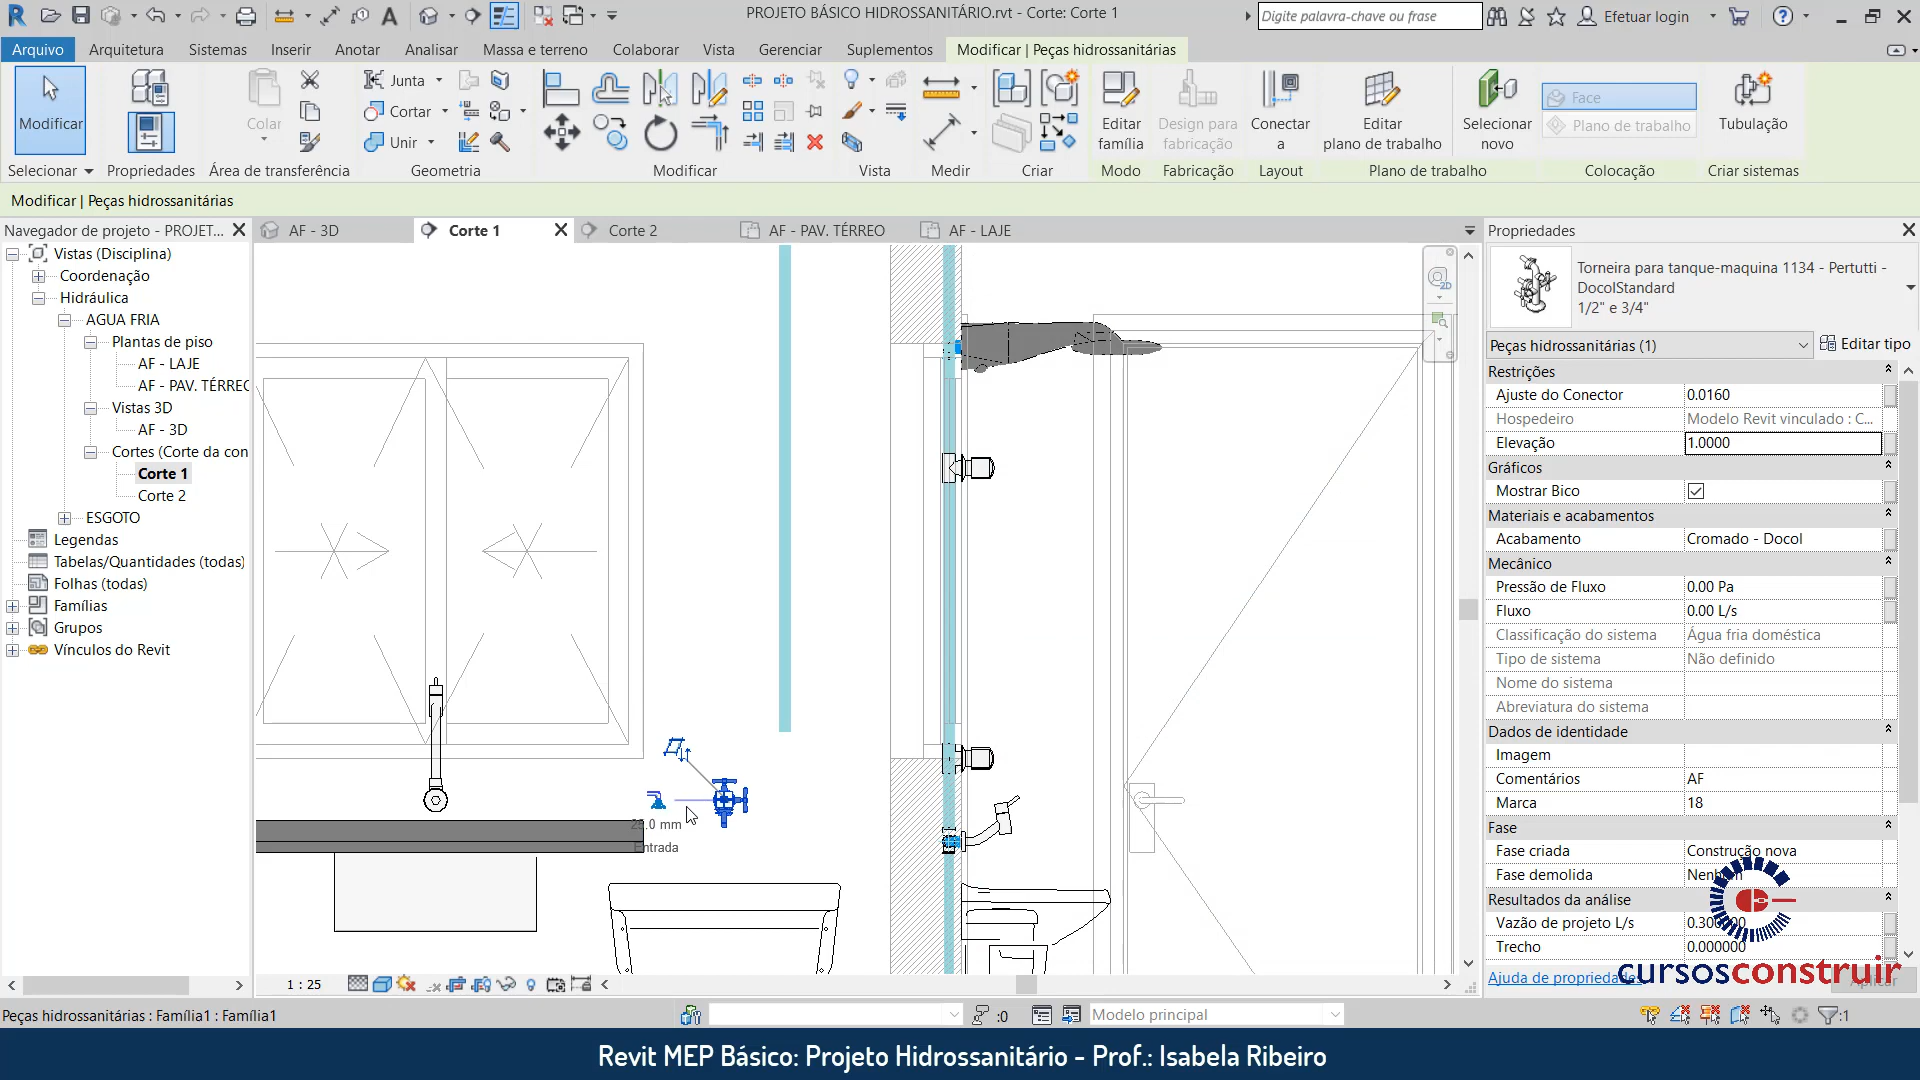 PROJETO BÁSICO HIDROSSANITÁRIO.rvt - Corte: Corte 1
Digite palavra-chave ou frase
Efetuar login
Arquivo
Arquitetura
Sistemas
Inserir
Anotar
Analisar
Massa e terreno
Colaborar
Vista
Gerenciar
Suplementos
Modificar | Peças hidrossanitárias
Modificar
Colar
Junta
Cortar
Unir
Editar família
Design para fabricação
Conectar a
Editar plano de trabalho
Selecionar novo
Face
Plano de trabalho
Tubulação
Selecionar
Propriedades
Área de transferência
Geometria
Modificar
Vista
Medir
Criar
Modo
Fabricação
Layout
Plano de trabalho
Colocação
Criar sistemas
Modificar | Peças hidrossanitárias
Navegador de projeto - PROJET...
AF - 3D
Corte 1
Corte 2
AF - PAV. TÉRREO
AF - LAJE
Vistas (Disciplina)
Coordenação
Hidráulica
AGUA FRIA
Plantas de piso
AF - LAJE
AF - PAV. TÉRREC
Vistas 3D
AF - 3D
Cortes (Corte da con
Corte 1
Corte 2
ESGOTO
Legendas
Tabelas/Quantidades (todas)
Folhas (todas)
Famílias
Grupos
Vínculos do Revit
2D
mm
Entrada
Propriedades
Torneira para tanque-maquina 1134 - Pertutti - DocolStandard
1/2" e 3/4"
Peças hidrossanitárias (1)
Editar tipo
Restrições
Ajuste do Conector 0.0160
Hospedeiro Modelo Revit vinculado : C...
Elevação 1.0000
Gráficos
Mostrar Bico
Materiais e acabamentos
Acabamento Cromado - Docol
Mecânico
Pressão de Fluxo 0.00 Pa
Fluxo 0.00 L/s
Classificação do sistema Água fria doméstica
Tipo de sistema Não definido
Nome do sistema
Abreviatura do sistema
Dados de identidade
Imagem
Comentários AF
Marca 18
Fase
Fase criada Construção nova
Fase demolida
Resultados da análise
Vazão de projeto L/s
Trecho 0.000000
Ajuda de propriedade
cursosconstruir
1 : 25
Peças hidrossanitárias : Família1 : Família1
:0
Modelo principal
:1
Revit MEP Básico: Projeto Hidrossanitário - Prof.: Isabela Ribeiro